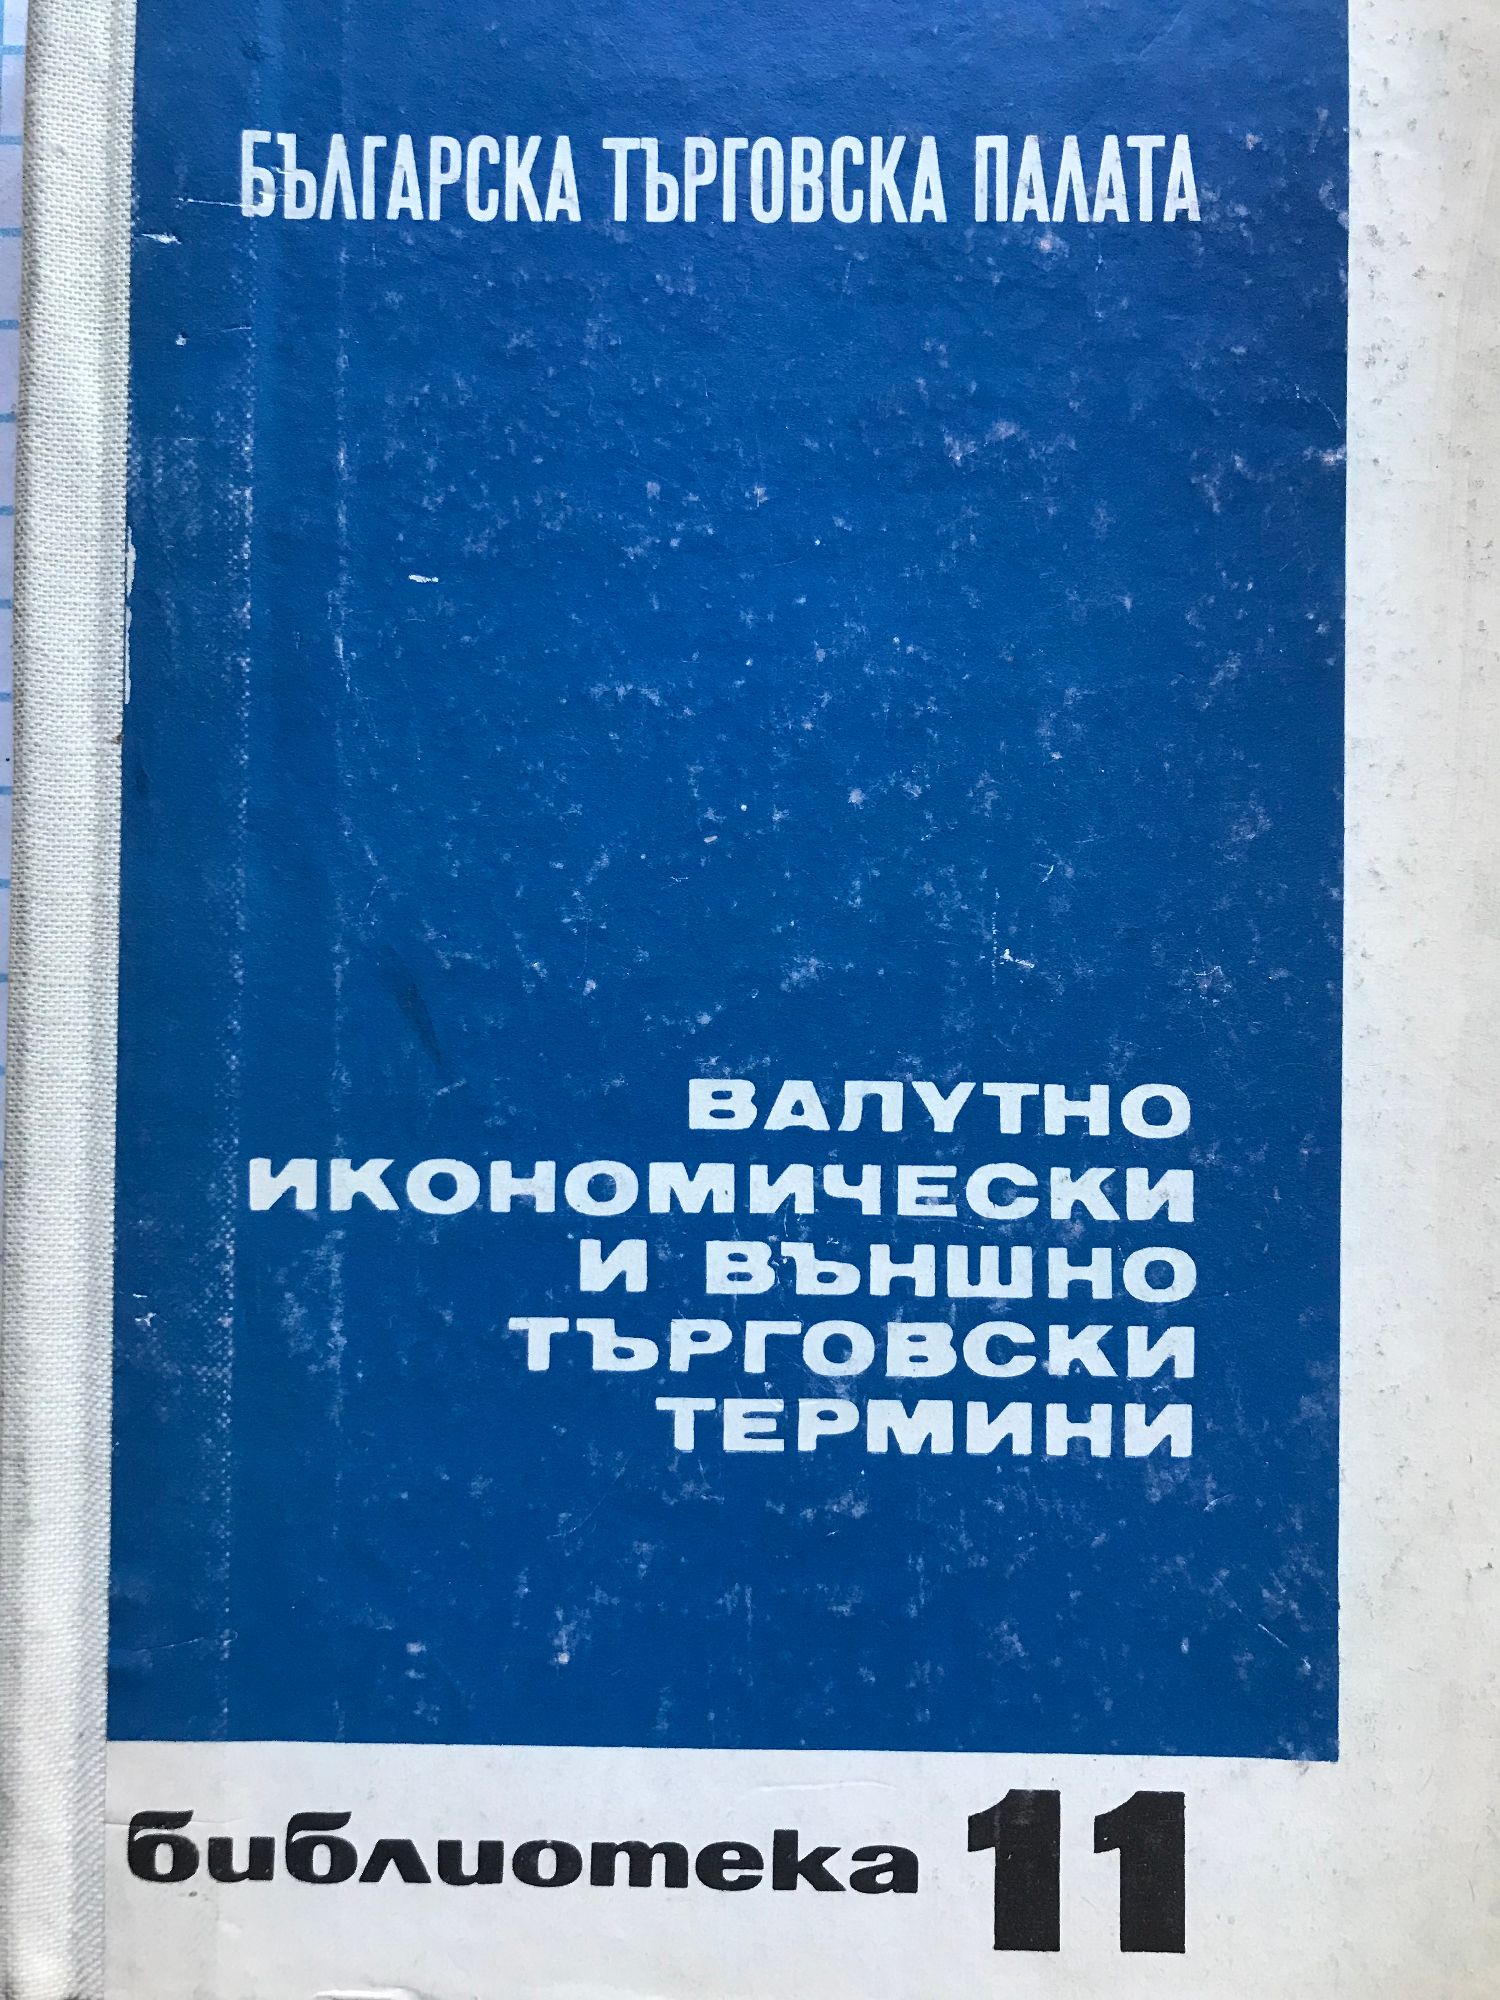 БЪЛГАРСКА ТЪРГОВСКА ПАЛАТА
ВАЛУТНО
ИКОНОМИЧЕСКИ
И ВЪНШНО
ТЪРГОВСКИ
ТЕРМИНИ
библиотека 11